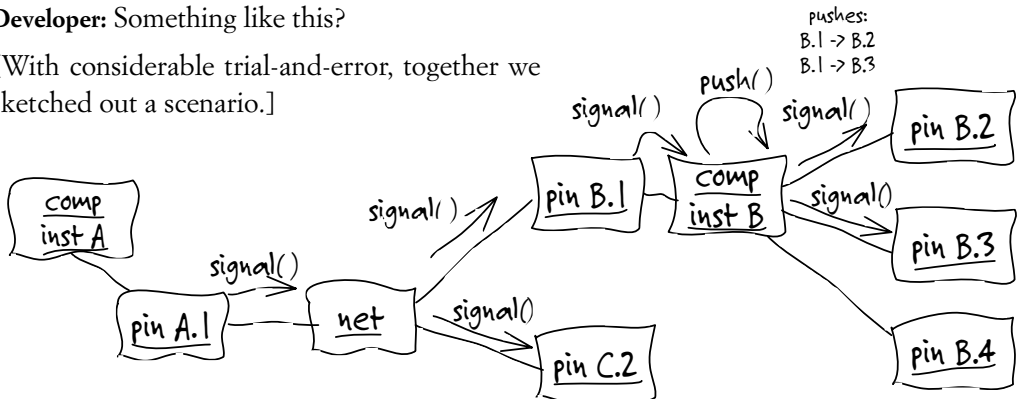 Developer: Something like this?
With considerable trial-and-error, together we
ketched out a scenario.]
pushes:
B.1 -> B.2
B.1 -> B.3
push()
signal()
signal()
pin B.2
comp
inst A
signal()
pin B.1
comp
inst B
signal()
pin B.3
signal()
pin A.1
net
signal()
pin C.2
pin B.4